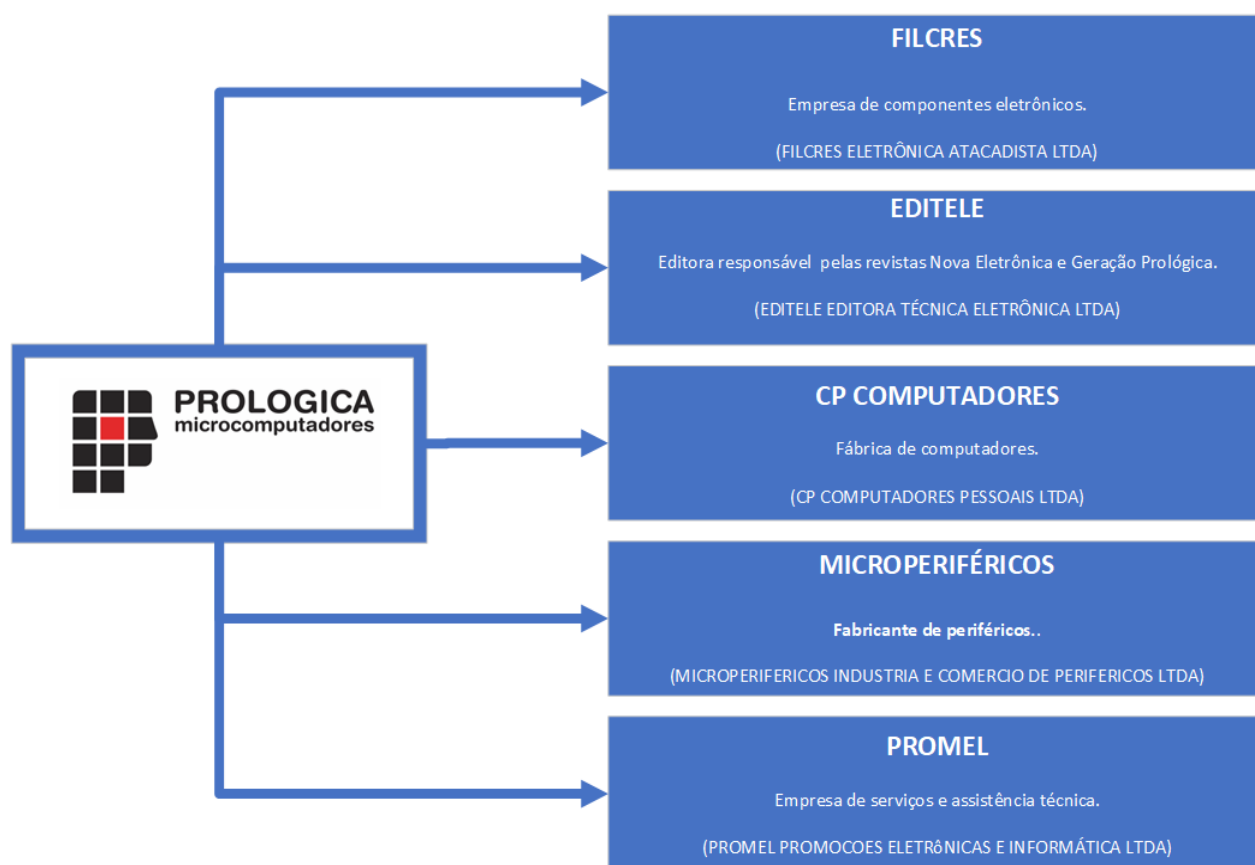 PROLOGICA
microcomputadores
FILCRES
Empresa de componentes eletrônicos.
(FILCRES ELETRÔNICA ATACADISTA LTDA)
EDITELE
Editora responsável pelas revistas Nova Eletrônica e Geração Prológica.
(EDITELE EDITORA TÉCNICA ELETRÔNICA LTDA)
CP COMPUTADORES
Fábrica de computadores.
(CP COMPUTADORES PESSOAIS LTDA)
MICROPERIFÉRICOS
Fabricante de periféricos..
(MICROPERIFERICOS INDUSTRIA E COMERCIO DE PERIFERICOS LTDA)
PROMEL
Empresa de serviços e assistência técnica.
(PROMEL PROMOCOES ELETRôNICAS E INFORMÁTICA LTDA)